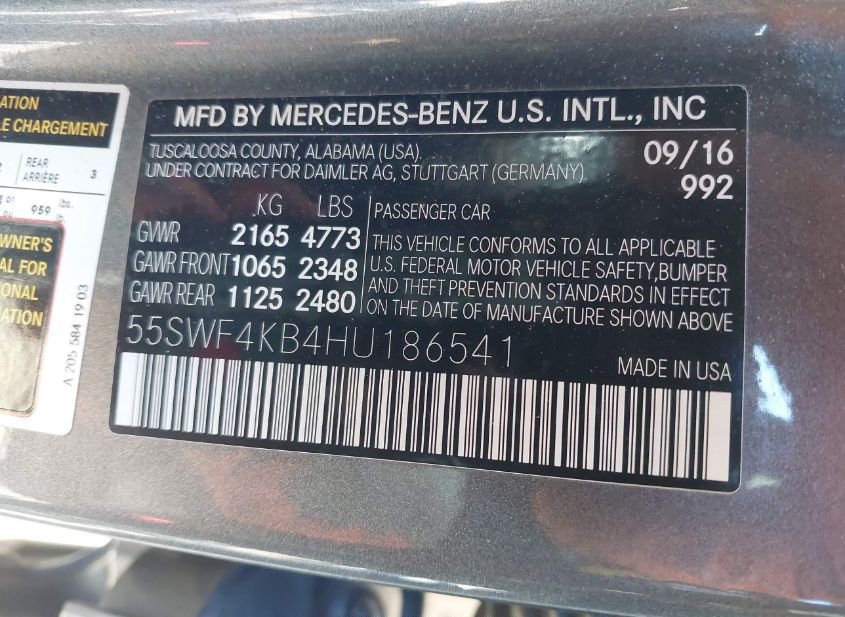 ATION
LE CHARGEMENT
REAR
ARRIÈRE 3
959 lbs.
lb.
OWNER'S
AL FOR
IONAL
MATION
A 205 584 19 03
MFD BY MERCEDES-BENZ U.S. INTL., INC
TUSCALOOSA COUNTY, ALABAMA (USA). 09/16
UNDER CONTRACT FOR DAIMLER AG, STUTTGART (GERMANY). 992
KG LBS PASSENGER CAR
GVWR 2165 4773
GAWR FRONT 1065 2348
GAWR REAR 1125 2480
THIS VEHICLE CONFORMS TO ALL APPLICABLE
U.S. FEDERAL MOTOR VEHICLE SAFETY,BUMPER
AND THEFT PREVENTION STANDARDS IN EFFECT
ON THE DATE OF MANUFACTURE SHOWN ABOVE
55SWF4KB4HU186541
MADE IN USA